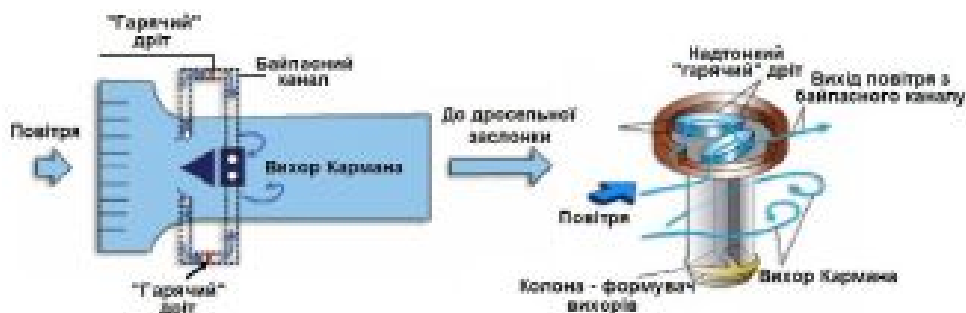 "Гарячий"
дріт
Байпасний
канал
Повітря
Вихор Кармана
"Гарячий"
дріт
До дросельної
заслонки
Надтонкий
"гарячий" дріт
Вихід повітря з
байпасного каналу
Повітря
Колона - формувач
вихорів
Вихор Кармана